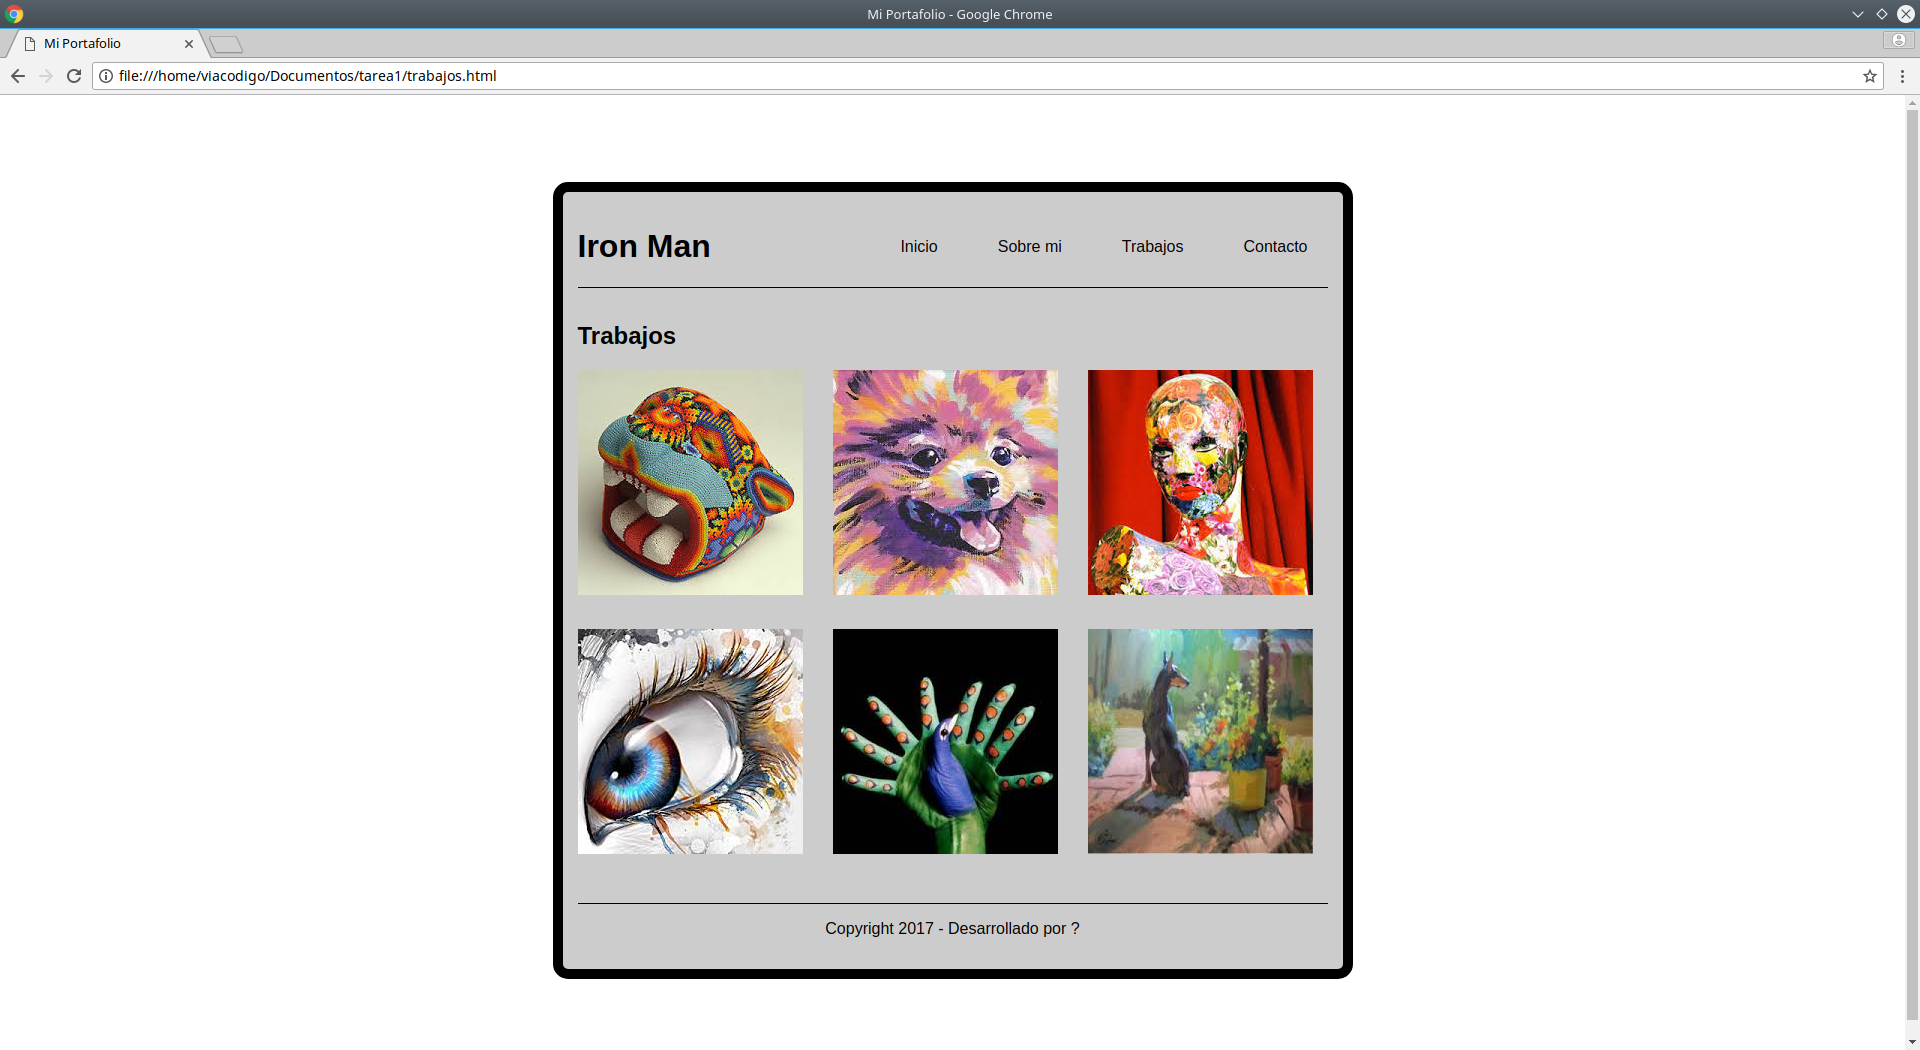 Mi Portafolio - Google Chrome
Mi Portafolio
file:///home/viacodigo/Documentos/tarea1/trabajos.html
Iron Man
Inicio
Sobre mi
Trabajos
Contacto
Trabajos
Copyright 2017 - Desarrollado por ?